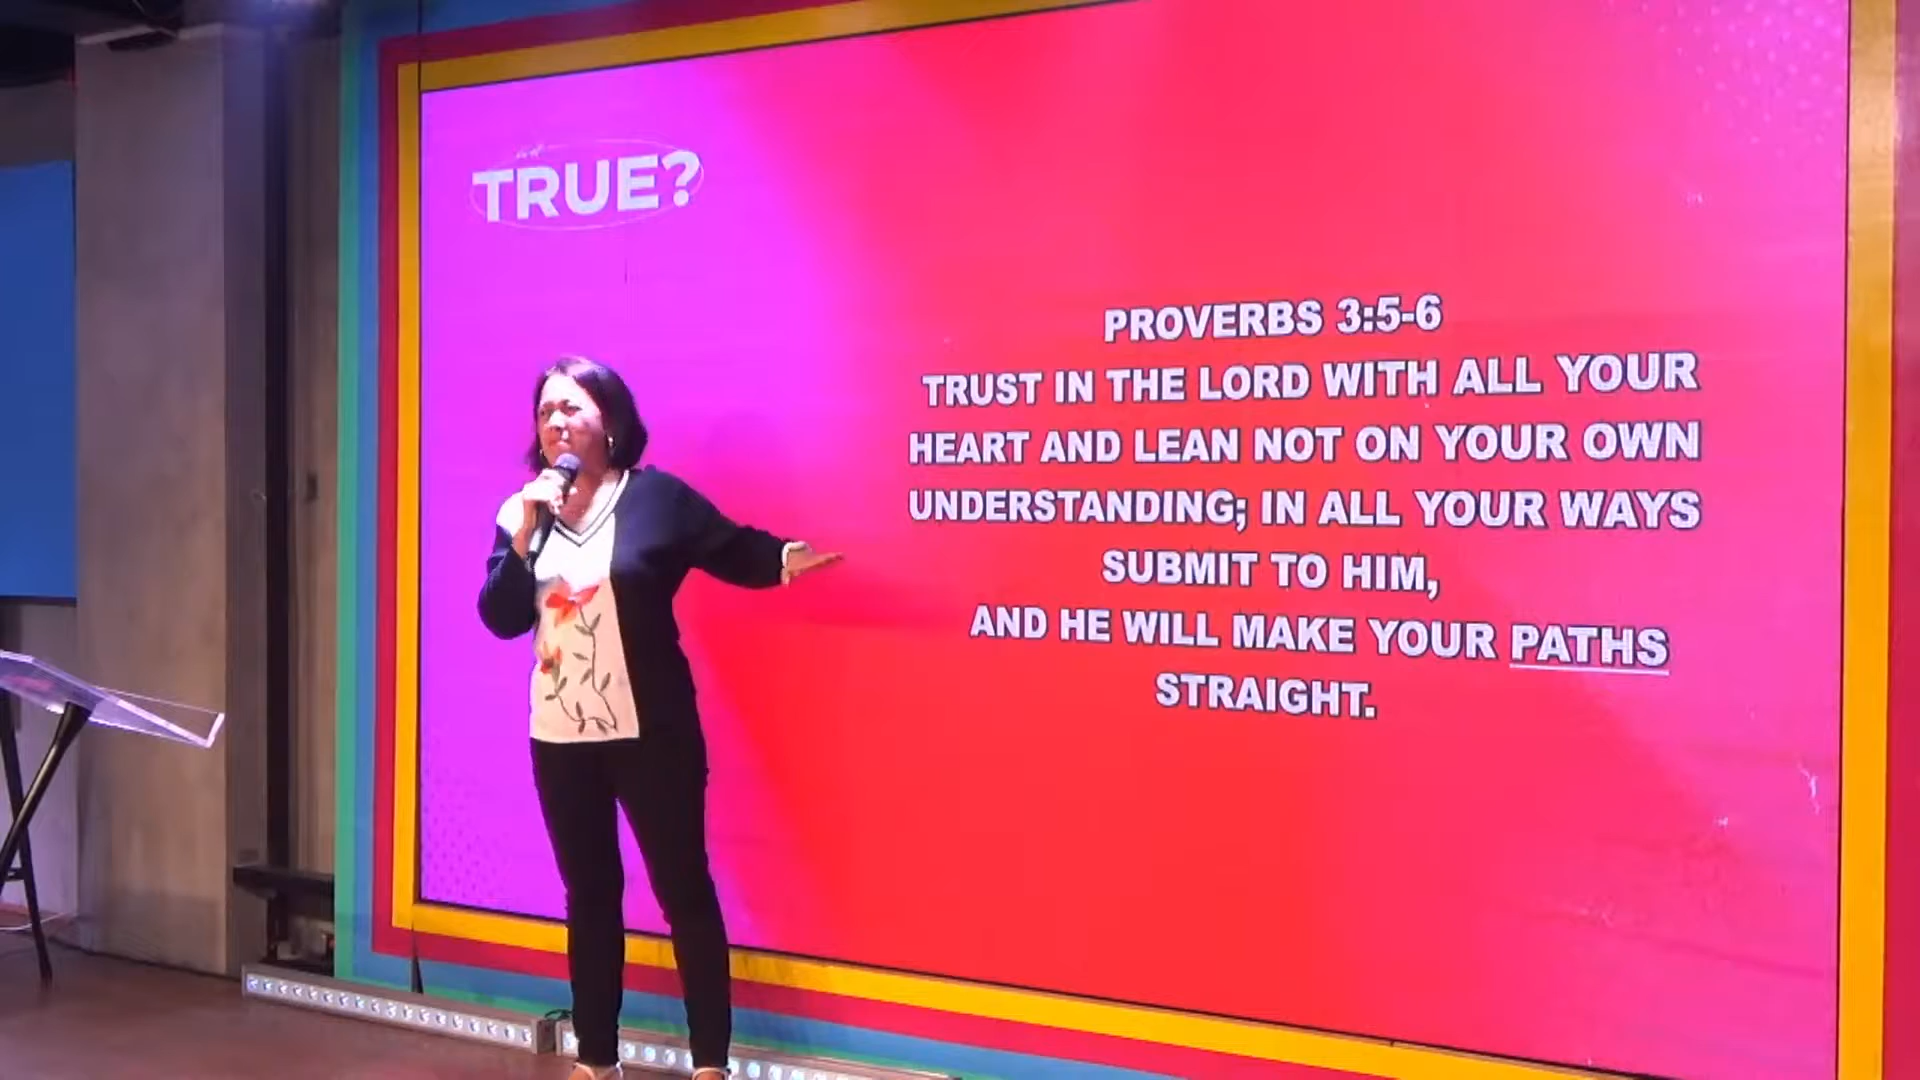 TRUE?
PROVERBS 3:5-6
TRUST IN THE LORD WITH ALL YOUR
HEART AND LEAN NOT ON YOUR OWN
UNDERSTANDING; IN ALL YOUR WAYS
SUBMIT TO HIM,
AND HE WILL MAKE YOUR PATHS
STRAIGHT.